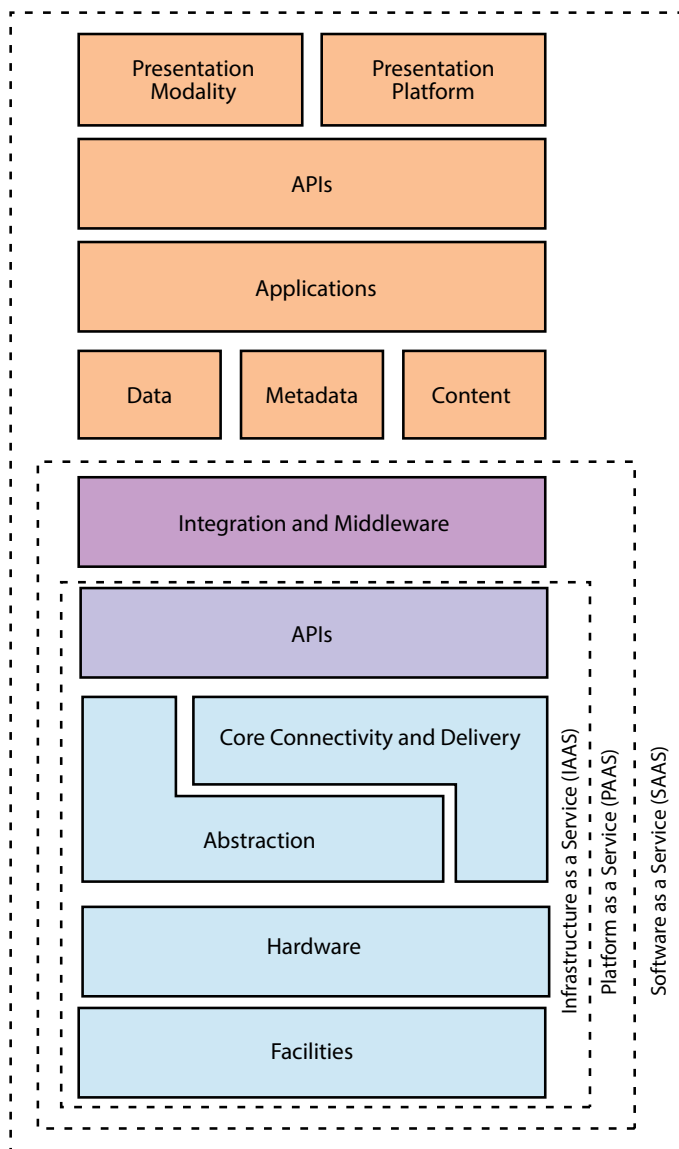 Presentation
Modality
Presentation
Platform
APIs
Applications
Data
Metadata
Content
Integration and Middleware
APIs
Core Connectivity and Delivery
Abstraction
Hardware
Facilities
Infrastructure as a Service (IAAS)
Platform as a Service (PAAS)
Software as a Service (SAAS)